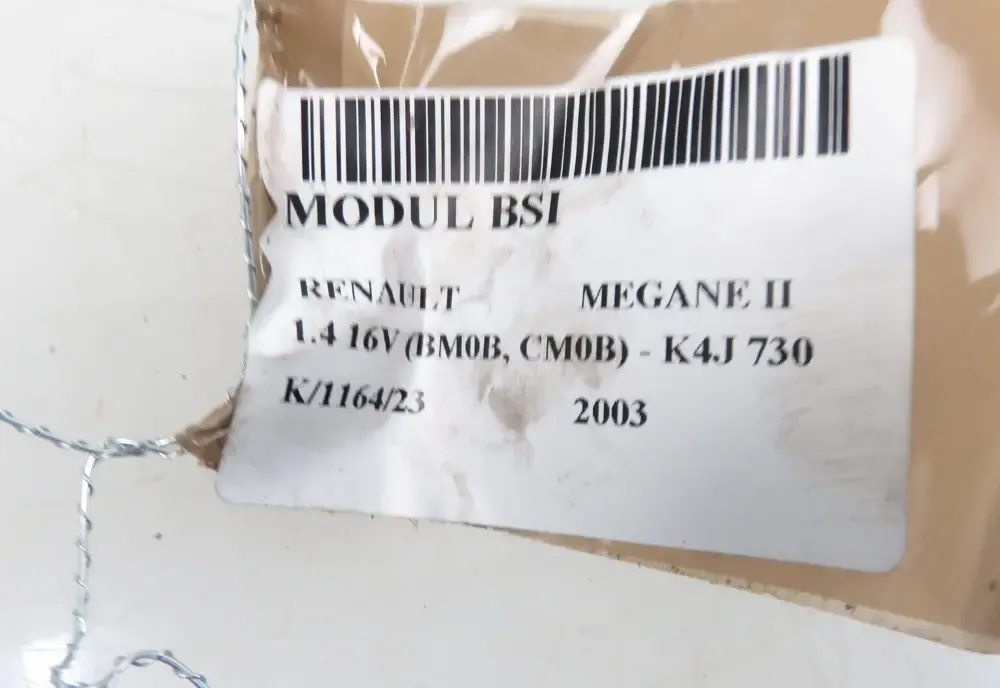 MODUL BSI
RENAULT MEGANE II
1.4 16V (BM0B, CM0B) - K4J 730
K/1164/23 2003